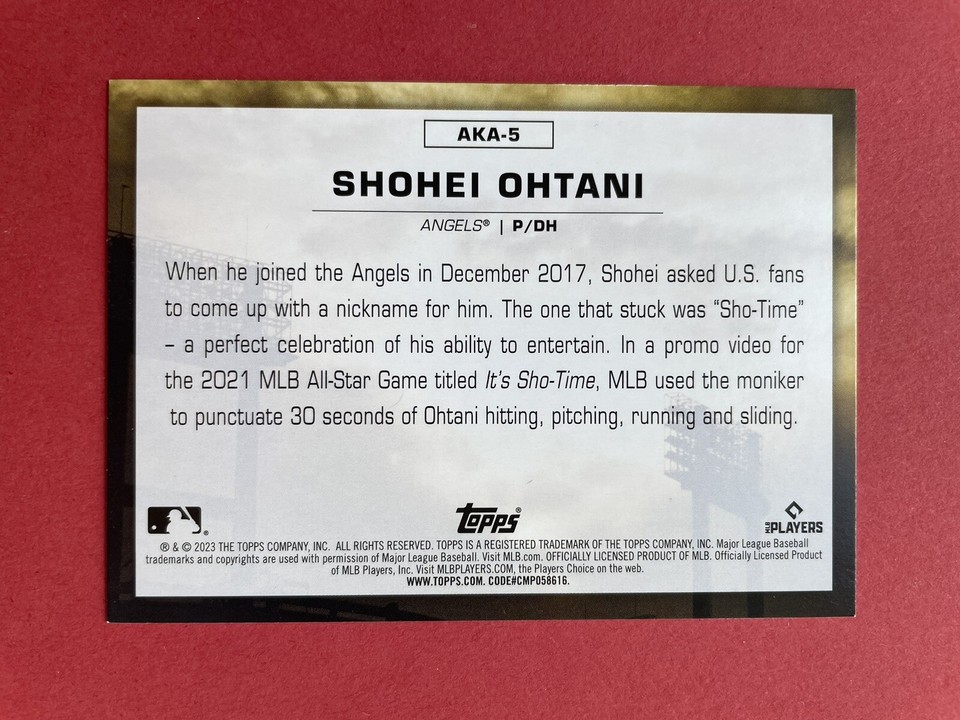 AKA-5
SHOHEI OHTANI
ANGELS® | P/DH
When he joined the Angels in December 2017, Shohei asked U.S. fans
to come up with a nickname for him. The one that stuck was “Sho-Time”
– a perfect celebration of his ability to entertain. In a promo video for
the 2021 MLB All-Star Game titled It's Sho-Time, MLB used the moniker
to punctuate 30 seconds of Ohtani hitting, pitching, running and sliding.
®
Topps®
MLB PLAYERS
® & © 2023 THE TOPPS COMPANY, INC. ALL RIGHTS RESERVED. TOPPS IS A REGISTERED TRADEMARK OF THE TOPPS COMPANY, INC. Major League Baseball
trademarks and copyrights are used with permission of Major League Baseball. Visit MLB.com. OFFICIALLY LICENSED PRODUCT OF MLB. Officially Licensed Product
of MLB Players, Inc. Visit MLBPLAYERS.COM, the Players Choice on the web.
WWW.TOPPS.COM. CODE#CMP058616.